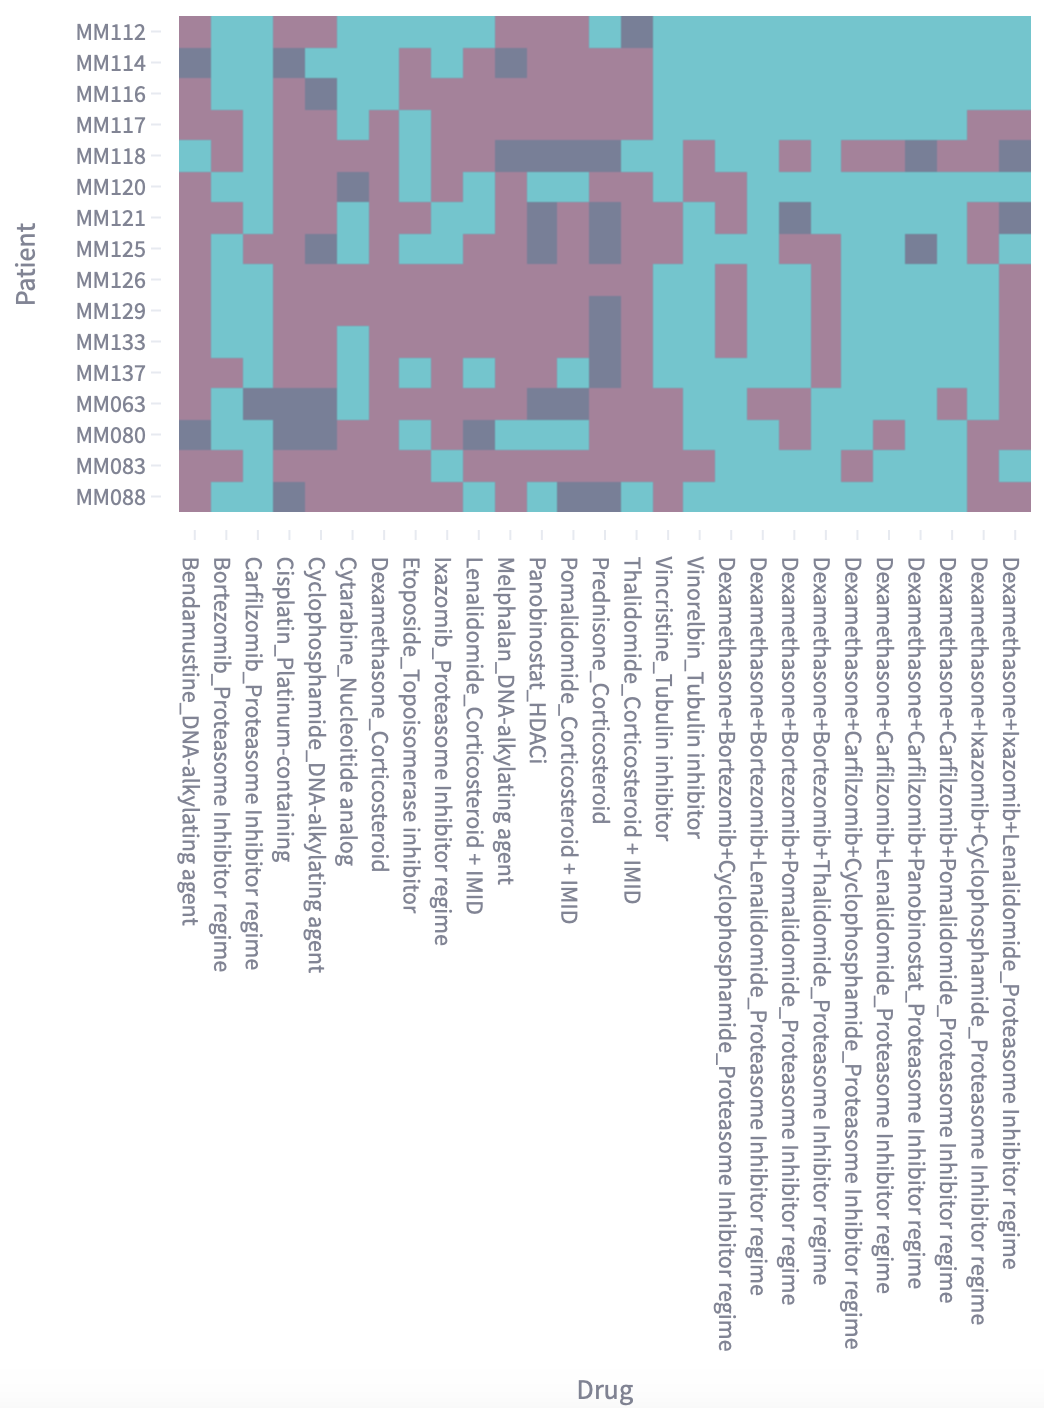 MM112
MM114
MM116
MM117
MM118
MM120
MM121
MM125
MM126
MM129
MM133
MM137
MM063
MM080
MM083
MM088
Patient
Bendamustine_DNA-alkylating agent
Bortezomib_Proteasome Inhibitor regime
Carfilzomib_Proteasome Inhibitor regime
Cisplatin_Platinum-containing
Cyclophosphamide_DNA-alkylating agent
Cytarabine_Nucleoitide analog
Dexamethasone_Corticosteroid
Etoposide_Topoisomerase inhibitor
Ixazomib_Proteasome Inhibitor regime
Lenalidomide_Corticosteroid + IMID
Melphalan_DNA-alkylating agent
Panobinostat_HDACi
Pomalidomide_Corticosteroid + IMID
Prednisone_Corticosteroid
Thalidomide_Corticosteroid + IMID
Vincristine_Tubulin inhibitor
Vinorelbin_Tubulin inhibitor
Dexamethasone+Bortezomib+Cyclophosphamide_Proteasome Inhibitor regime
Dexamethasone+Bortezomib+Lenalidomide_Proteasome Inhibitor regime
Dexamethasone+Bortezomib+Pomalidomide_Proteasome Inhibitor regime
Dexamethasone+Bortezomib+Thalidomide_Proteasome Inhibitor regime
Dexamethasone+Carfilzomib+Cyclophosphamide_Proteasome Inhibitor regime
Dexamethasone+Carfilzomib+Lenalidomide_Proteasome Inhibitor regime
Dexamethasone+Carfilzomib+Panobinostat_Proteasome Inhibitor regime
Dexamethasone+Carfilzomib+Pomalidomide_Proteasome Inhibitor regime
Dexamethasone+Ixazomib+Cyclophosphamide_Proteasome Inhibitor regime
Dexamethasone+Ixazomib+Lenalidomide_Proteasome Inhibitor regime
Drug